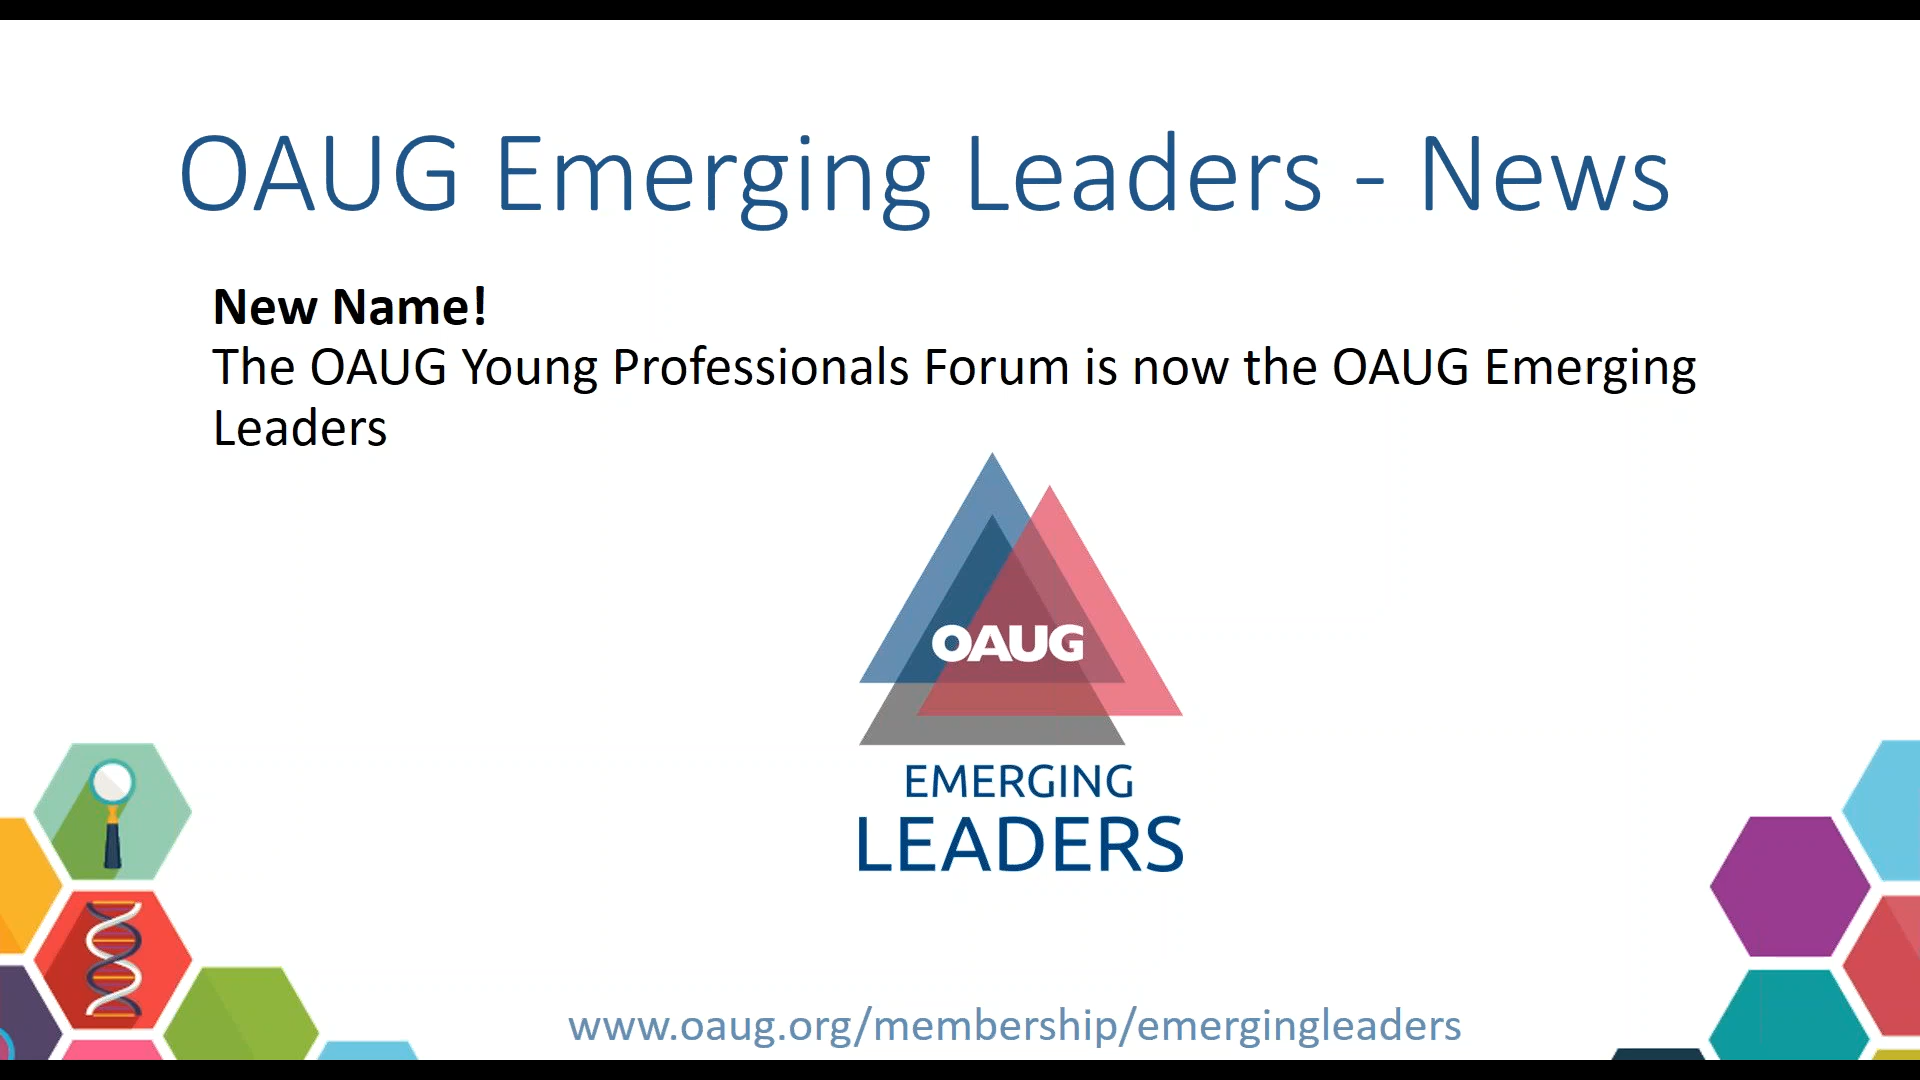 OAUG Emerging Leaders - News
New Name!
The OAUG Young Professionals Forum is now the OAUG Emerging
Leaders
OAUG
EMERGING
LEADERS
www.oaug.org/membership/emergingleaders